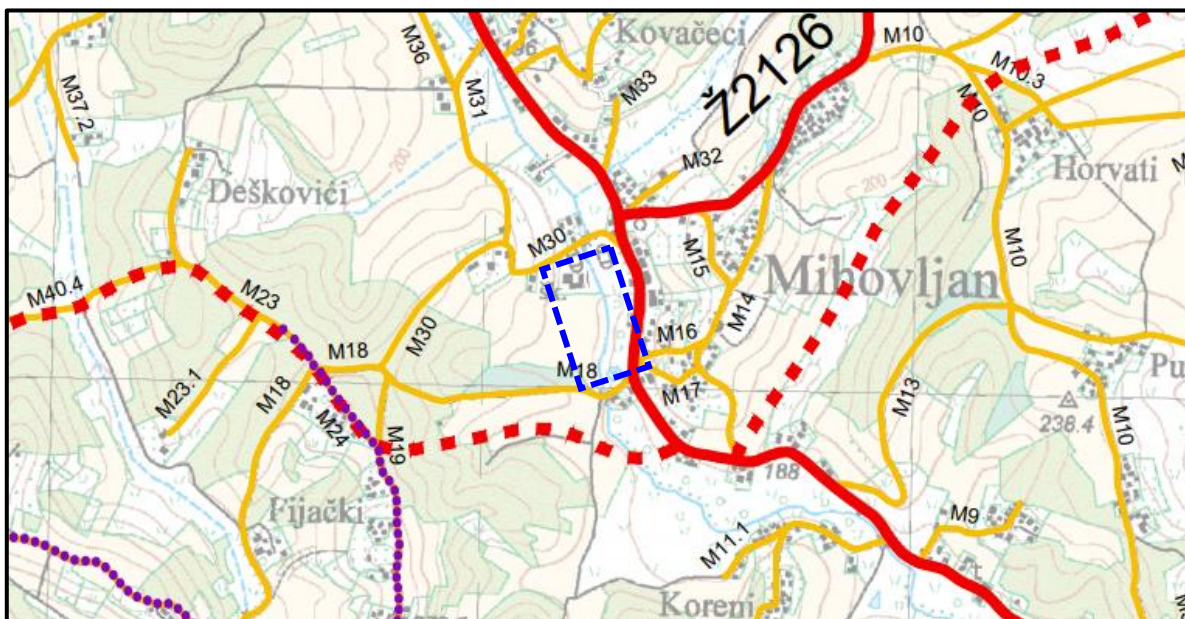 Kovačeći
Ž2126
M36
M10
M10.3
M37.2
M31
M33
M10
M32
200
200
Horvati
Deškovići
M30
M15
M10
Mihovljan
M40.4
M23
M14
M30
M16
M18
M18
M17
Pu
M23.1
M18
M13
238.4
M24
M19
M10
188
Fijački
M9
M11.1
Koreni